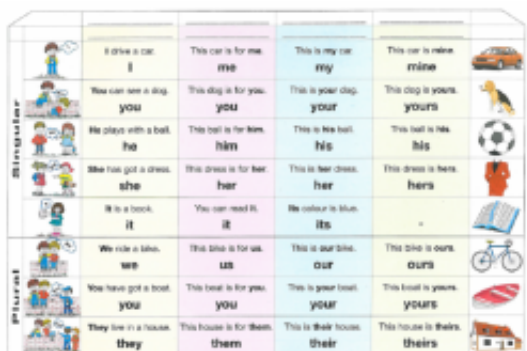 Singular
I drive a car. This car is for me. This is my car. This car is mine.
I me my mine
You can see a dog. This dog is for you. This is your dog. This dog is yours.
you you your yours
He plays with a ball. This ball is for him. This is his ball. This ball is his.
he him his his
She has got a dress. This dress is for her. This is her dress. This dress is hers.
she her her hers
It is a book. You can read it. Its colour is blue.
it it its -
Plural
We ride a bike. This bike is for us. This is our bike. This bike is ours.
we us our ours
You have got a boat. This boat is for you. This is your boat. This boat is yours.
you you your yours
They live in a house. This house is for them. This is their house. This house is theirs.
they them their theirs